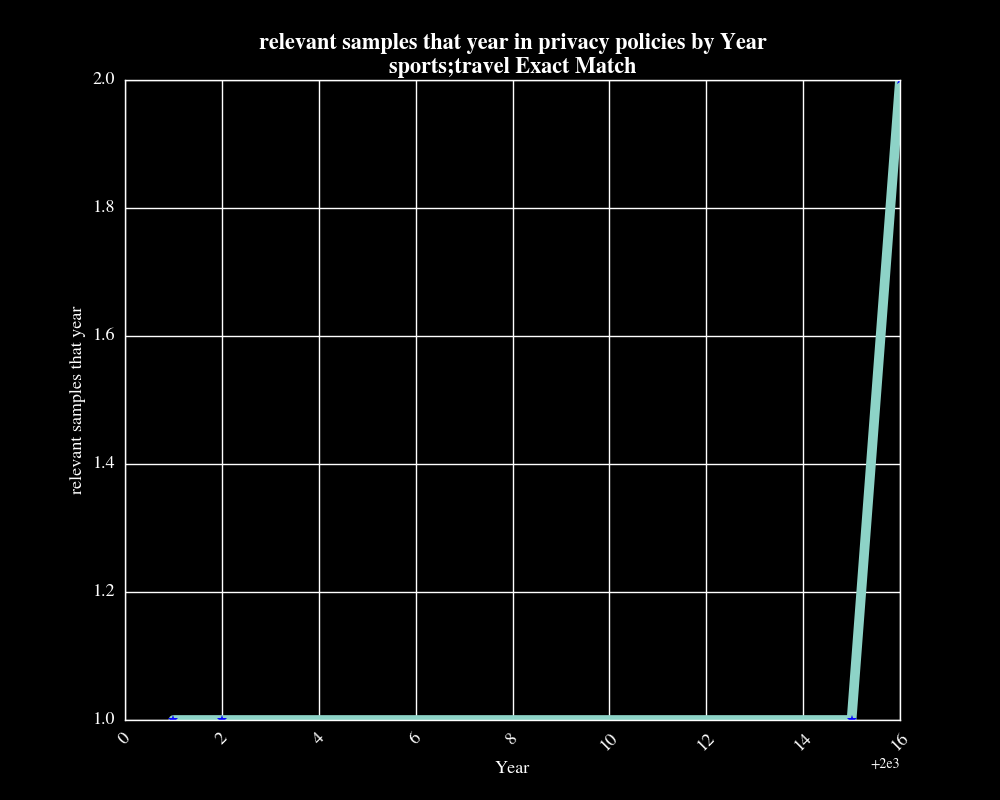 relevant samples that year in privacy policies by Year
sports;travel Exact Match
2.0
1.8
1.6
1.4
1.2
1.0
relevant samples that year
0 2 4 6 8 10 12 14 16
+2e3
Year